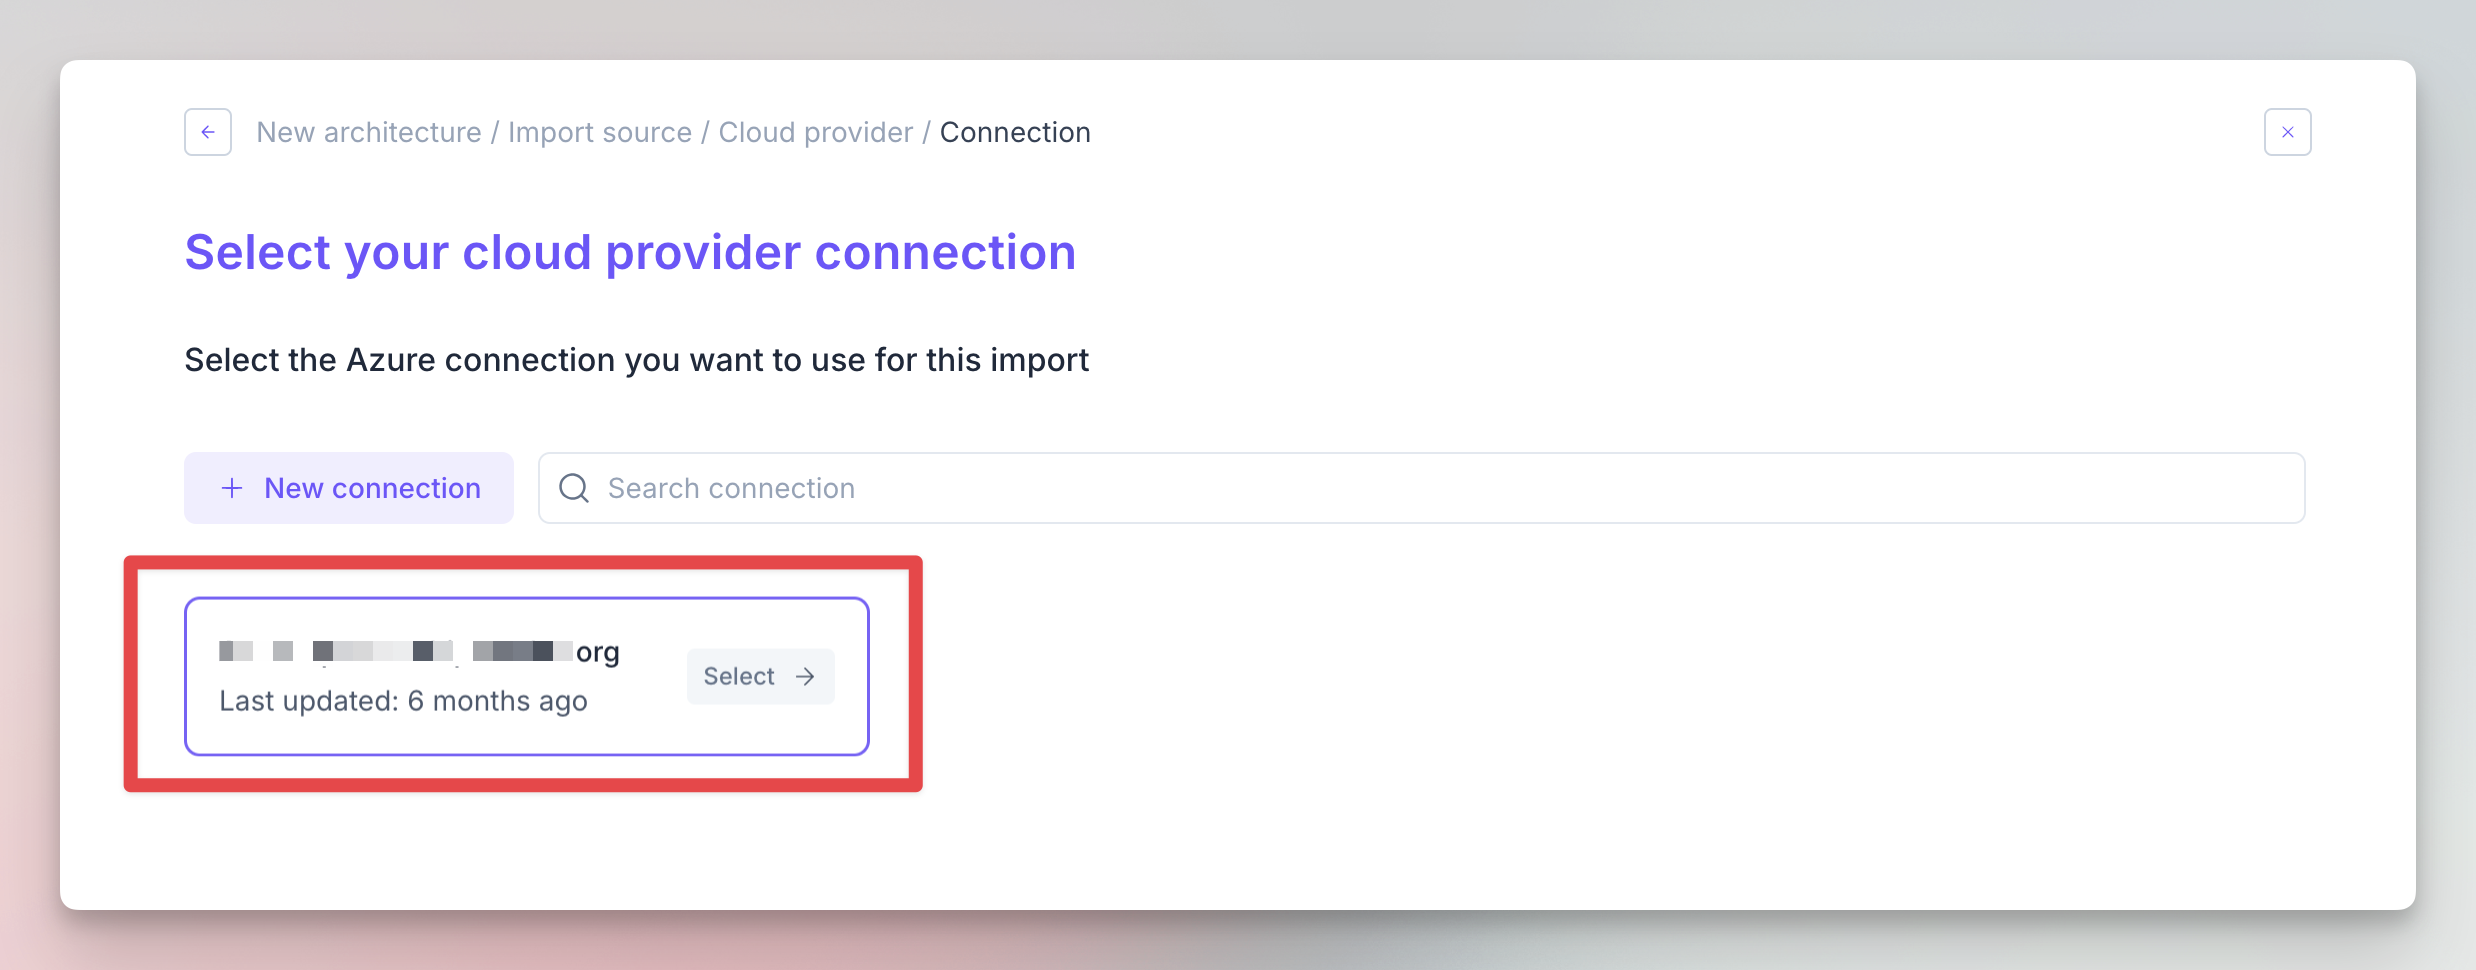 New architecture / Import source / Cloud provider / Connection
Select your cloud provider connection
Select the Azure connection you want to use for this import
New connection
Search connection
org
Last updated: 6 months ago
Select